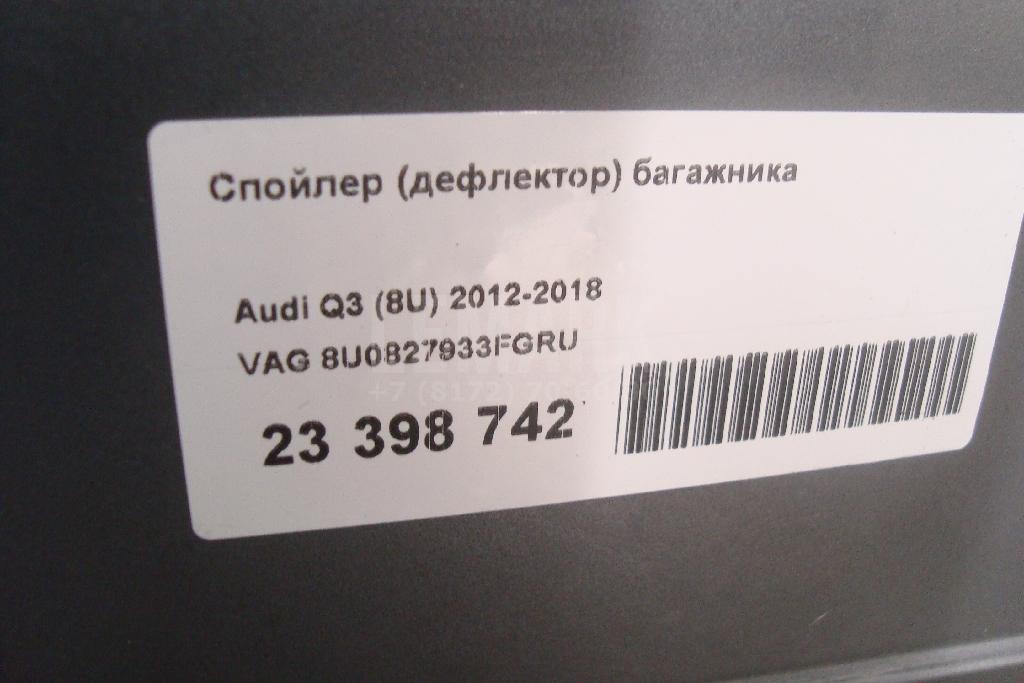 Спойлер (дефлектор) багажника
Audi Q3 (8U) 2012-2018
VAG 8U0827933FGRU
23 398 742